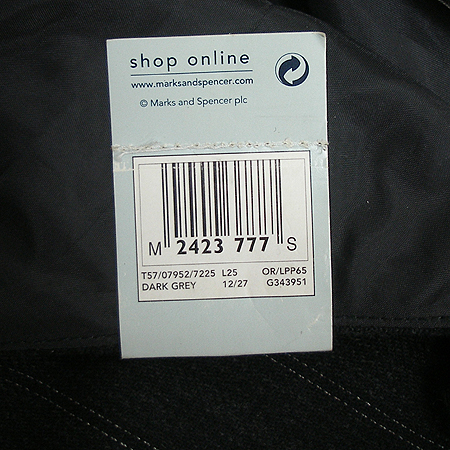 shop online
www.marksandspencer.com
© Marks and Spencer plc
M 2423 777 S
T57/07952/7225 L25 OR/LPP65
DARK GREY 12/27 G343951